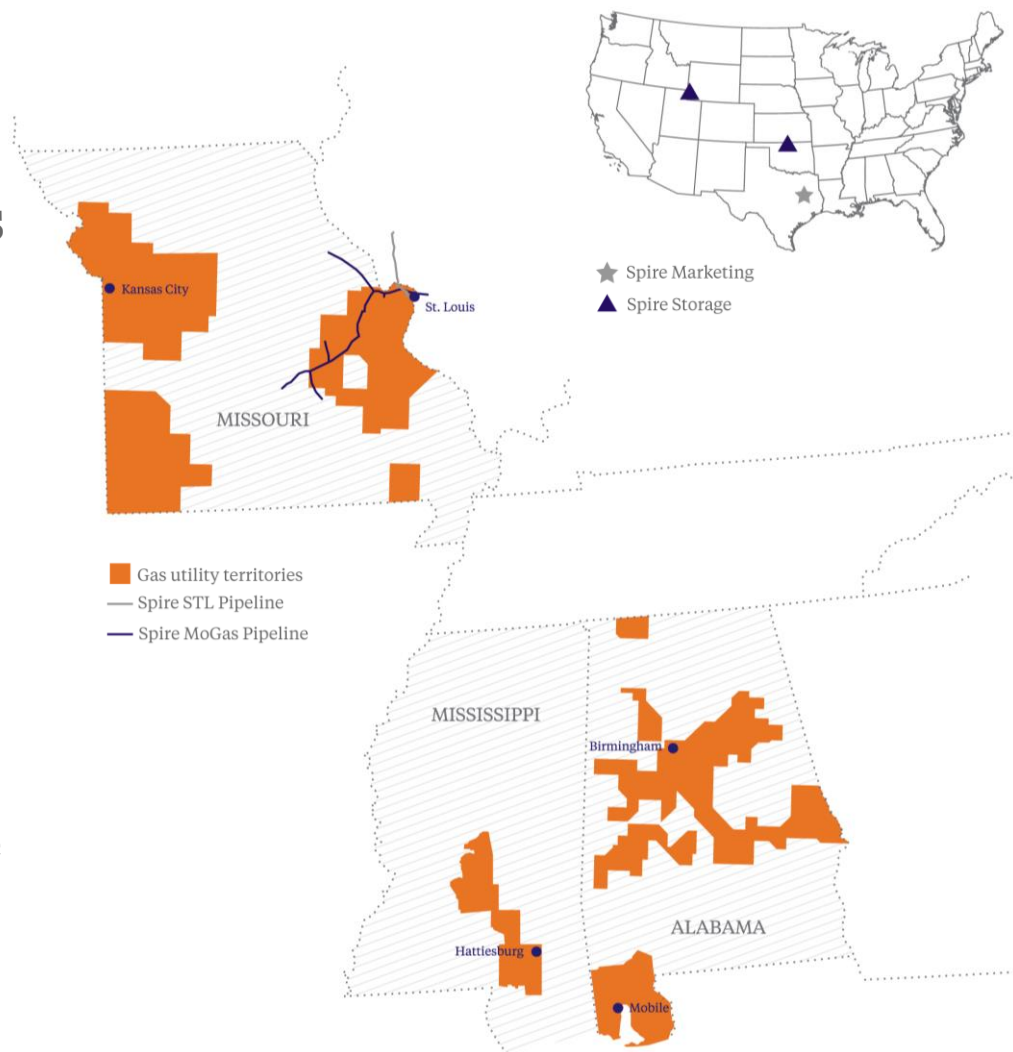 s
Spire Marketing
Spire Storage
Kansas City
St. Louis
MISSOURI
Gas utility territories
Spire STL Pipeline
Spire MoGas Pipeline
MISSISSIPPI
Birmingham
ALABAMA
Hattiesburg
Mobile